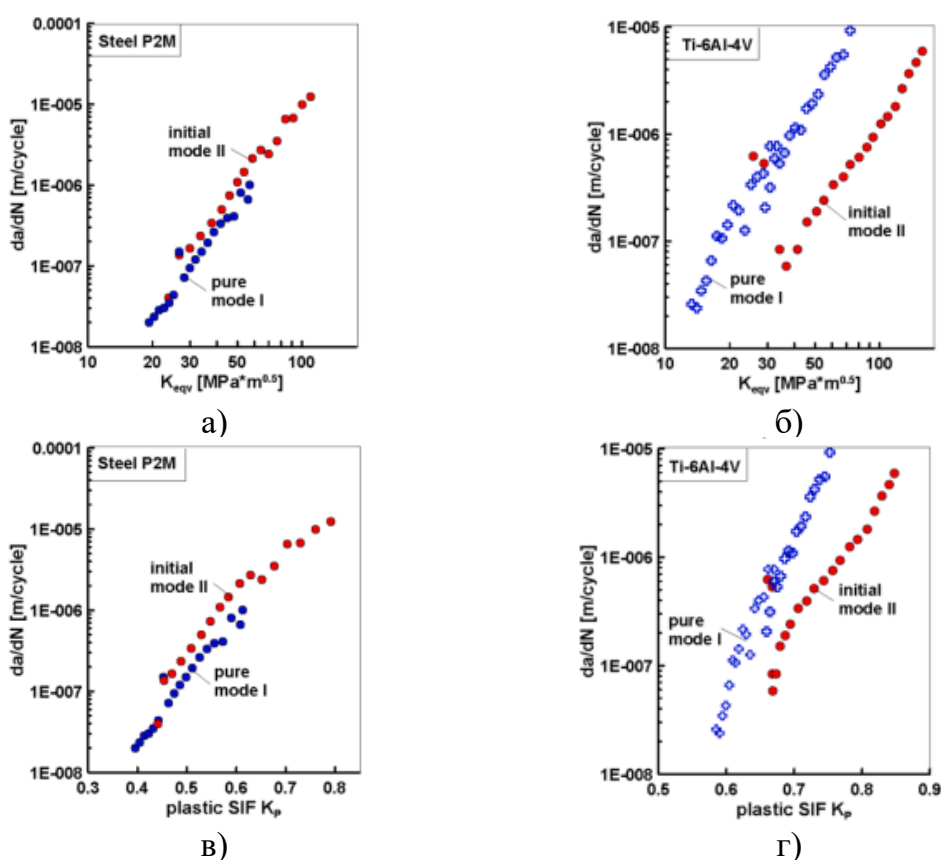 0.0001
Steel P2M
1E-005
initial
mode II
1E-006
da/dN [m/cycle]
1E-007
pure
mode I
1E-008
10 20 30 50 100
Keqv [MPa*m0.5]
а)
1E-005
Ti-6Al-4V
1E-006
da/dN [m/cycle]
initial
mode II
1E-007
pure
mode I
1E-008
10 20 30 50 100
Keqv [MPa*m0.5]
б)
0.0001
Steel P2M
1E-005
initial
mode II
1E-006
da/dN [m/cycle]
pure
mode I
1E-007
1E-008
0.3 0.4 0.5 0.6 0.7 0.8
plastic SIF KP
в)
1E-005
Ti-6Al-4V
1E-006
da/dN [m/cycle]
pure
mode I
initial
mode II
1E-007
1E-008
0.5 0.6 0.7 0.8 0.9
plastic SIF KP
г)